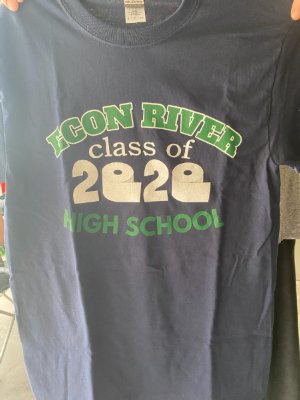 ECON RIVER
class of
2020
HIGH SCHOOL